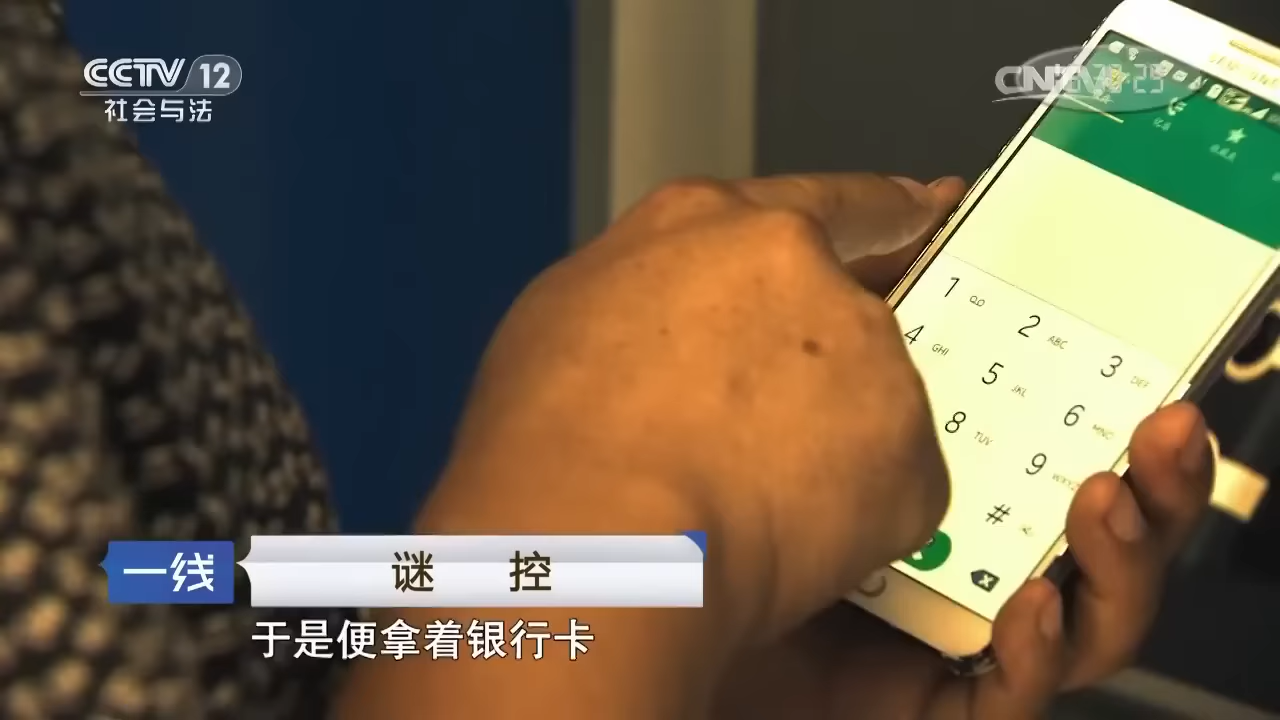 CCTV 12
社会与法
1
2 ABC
3 DEF
4 GHI
5 JKL
6 MNO
8 TUV
9 WXYZ
#
一线 谜 控
于是便拿着银行卡